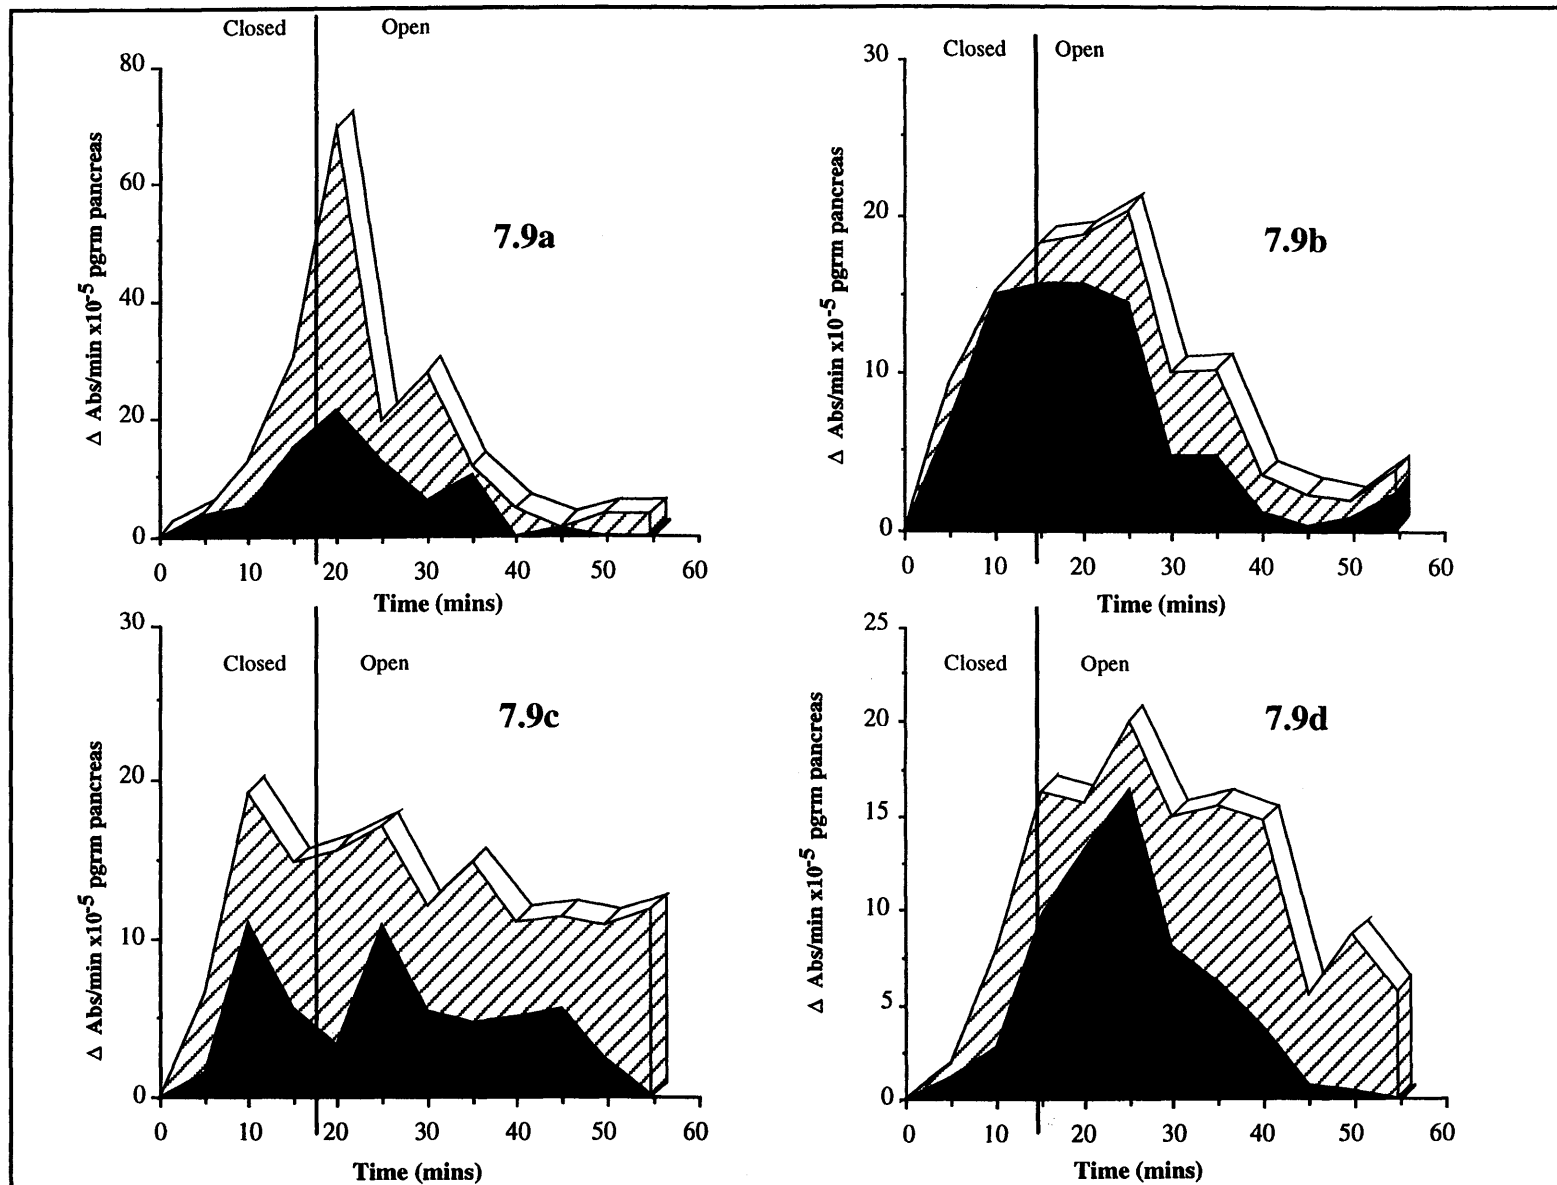 Closed Open
80
60
40
20
0
Δ Abs/min x10-5 pgrm pancreas
7.9a
0 10 20 30 40 50 60
Time (mins)
Closed Open
30
20
10
0
Δ Abs/min x10-5 pgrm pancreas
7.9b
0 10 20 30 40 50 60
Time (mins)
Closed Open
30
20
10
0
Δ Abs/min x10-5 pgrm pancreas
7.9c
0 10 20 30 40 50 60
Time (mins)
Closed Open
25
20
15
10
5
0
Δ Abs/min x10-5 pgrm pancreas
7.9d
0 10 20 30 40 50 60
Time (mins)